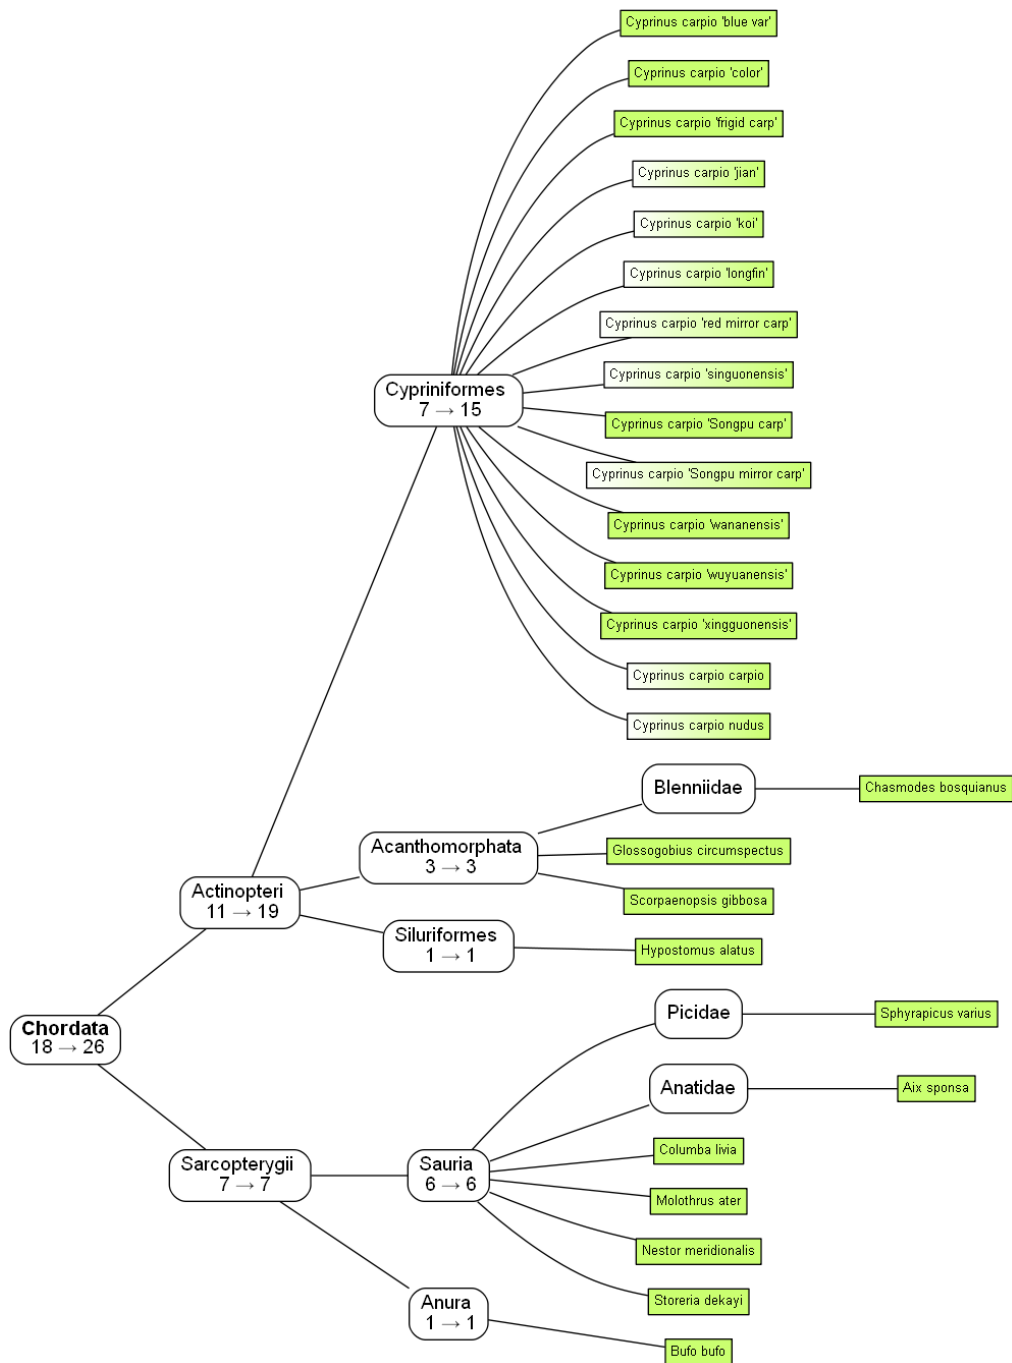 Cyprinus carpio 'blue var'
Cyprinus carpio 'color'
Cyprinus carpio 'frigid carp'
Cyprinus carpio 'jian'
Cyprinus carpio 'koi'
Cyprinus carpio 'longfin'
Cyprinus carpio 'red mirror carp'
Cyprinus carpio 'singuonensis'
Cypriniformes
7 → 15
Cyprinus carpio 'Songpu carp'
Cyprinus carpio 'Songpu mirror carp'
Cyprinus carpio 'wananensis'
Cyprinus carpio 'wuyuanensis'
Cyprinus carpio 'xingguonensis'
Cyprinus carpio carpio
Cyprinus carpio nudus
Blenniidae
Chasmodes bosquianus
Acanthomorphata
3 → 3
Glossogobius circumspectus
Scorpaenopsis gibbosa
Actinopteri
11 → 19
Siluriformes
1 → 1
Hypostomus alatus
Picidae
Sphyrapicus varius
Chordata
18 → 26
Anatidae
Aix sponsa
Columba livia
Sarcopterygii
7 → 7
Sauria
6 → 6
Molothrus ater
Nestor meridionalis
Storeria dekayi
Anura
1 → 1
Bufo bufo